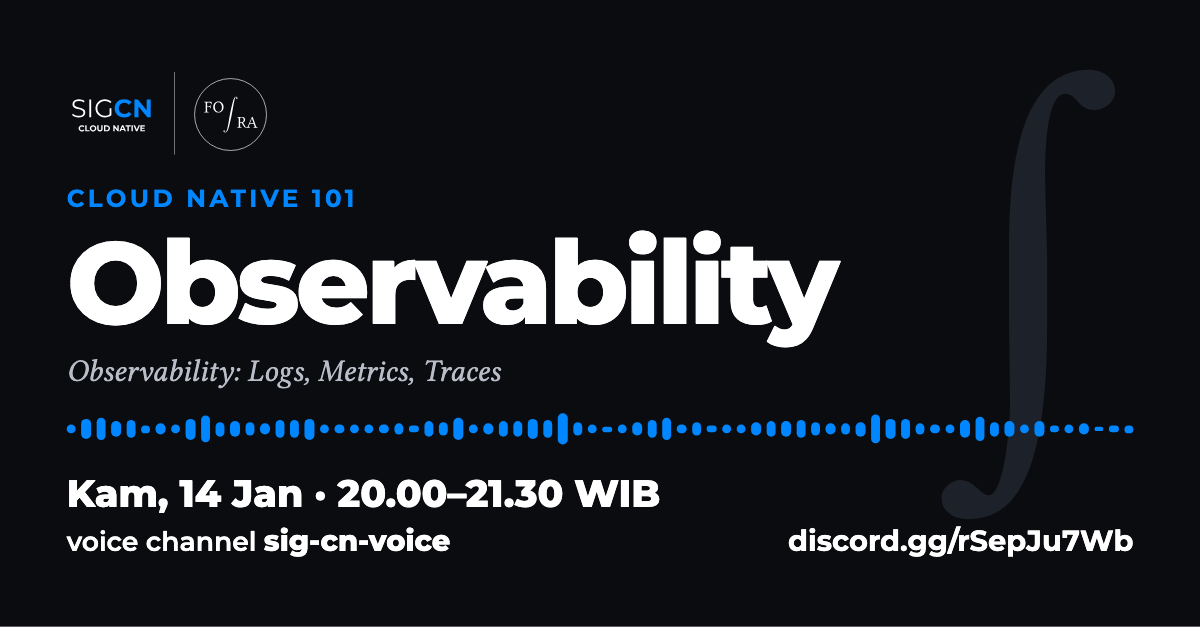 SIGCN
CLOUD NATIVE
FO
RA
CLOUD NATIVE 101
Observability
Observability: Logs, Metrics, Traces
Kam, 14 Jan · 20.00–21.30 WIB
voice channel sig-cn-voice
discord.gg/rSepJu7Wb